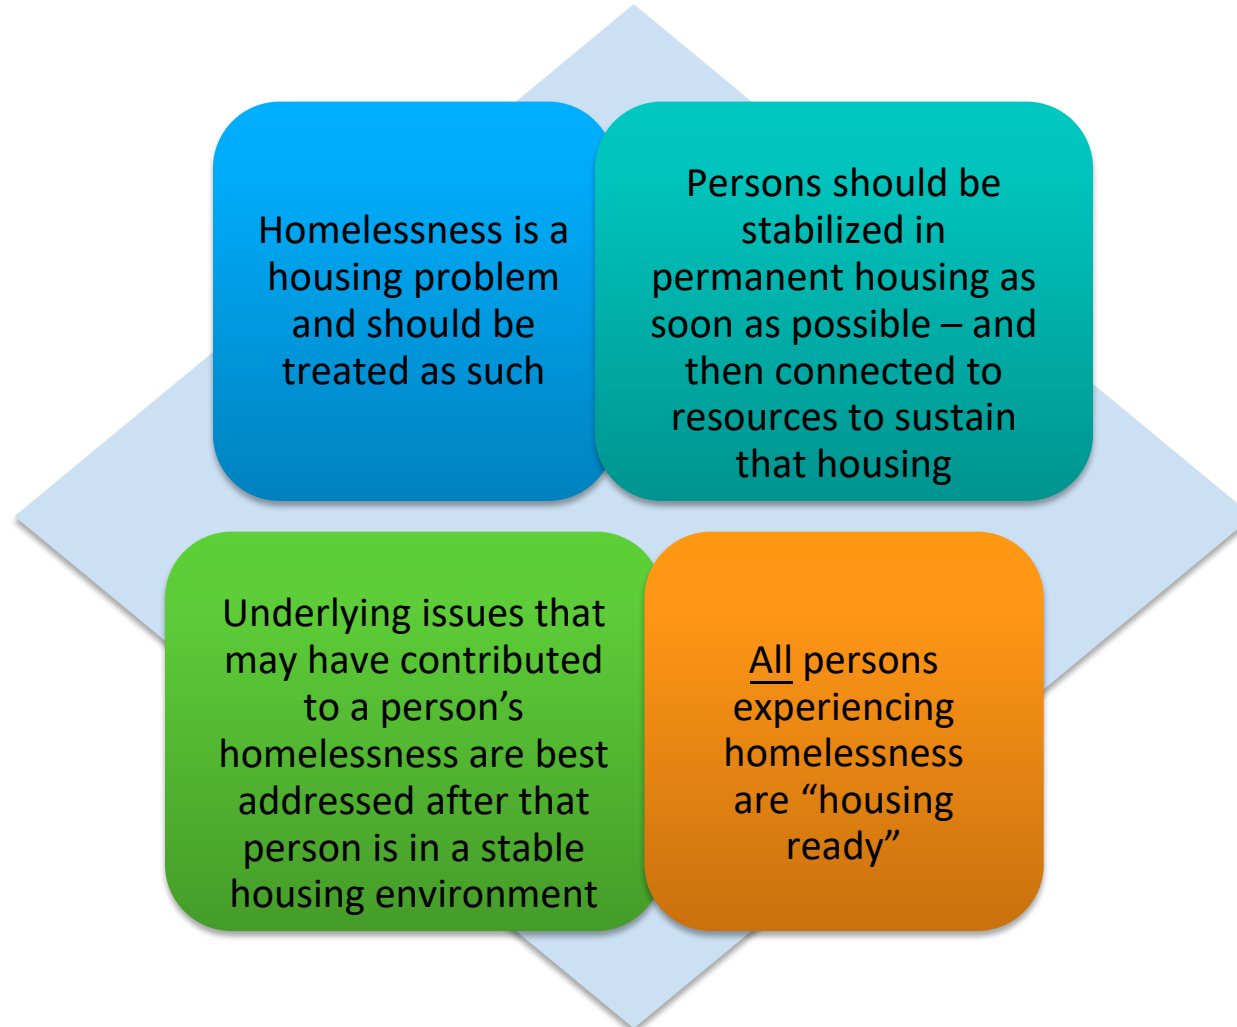 Homelessness is a
housing problem
and should be
treated as such
Persons should be
stabilized in
permanent housing as
soon as possible – and
then connected to
resources to sustain
that housing
Underlying issues that
may have contributed
to a person’s
homelessness are best
addressed after that
person is in a stable
housing environment
All persons
experiencing
homelessness
are “housing
ready”